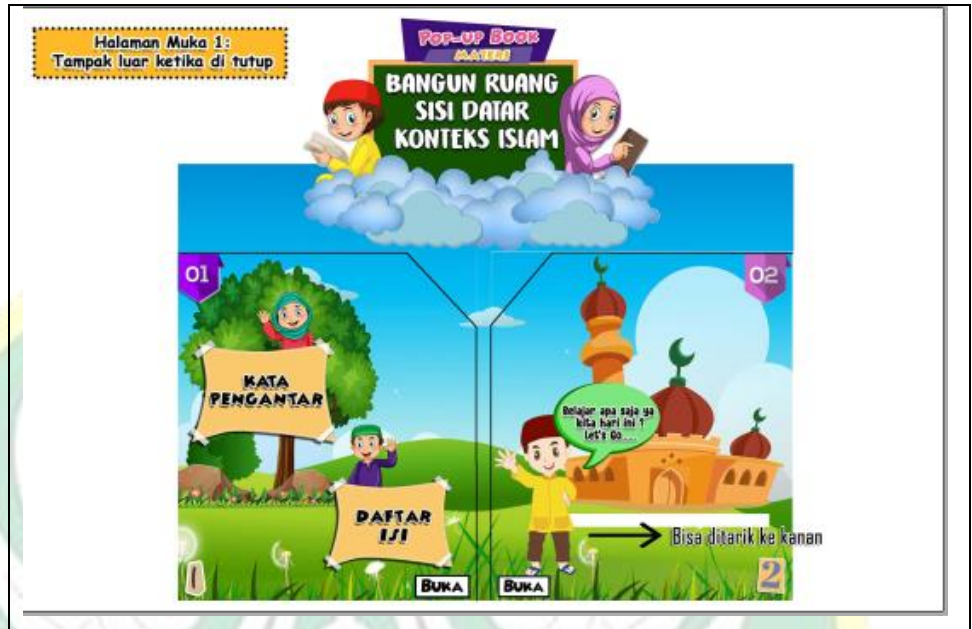 Halaman Muka 1:
Tampak luar ketika di tutup
POP-UP BOOK
MATERI
BANGUN RUANG
SISI DATAR
KONTEKS ISLAM
01
KATA
PENGANTAR
DAFTAR
ISI
BUKA
1
02
Belajar apa saja ya
kita hari ini ?
Let's Go....
Bisa ditarik ke kanan
BUKA
2